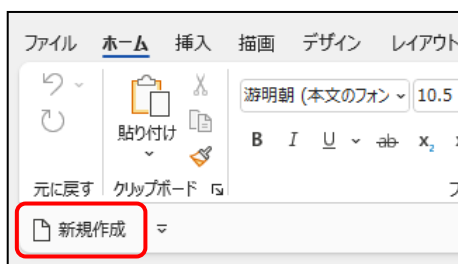 ファイル ホーム 挿入 描画 デザイン レイアウト
游明朝 (本文のフォン 10.5
貼り付け
B I U ab x₂
元に戻す クリップボード
新規作成